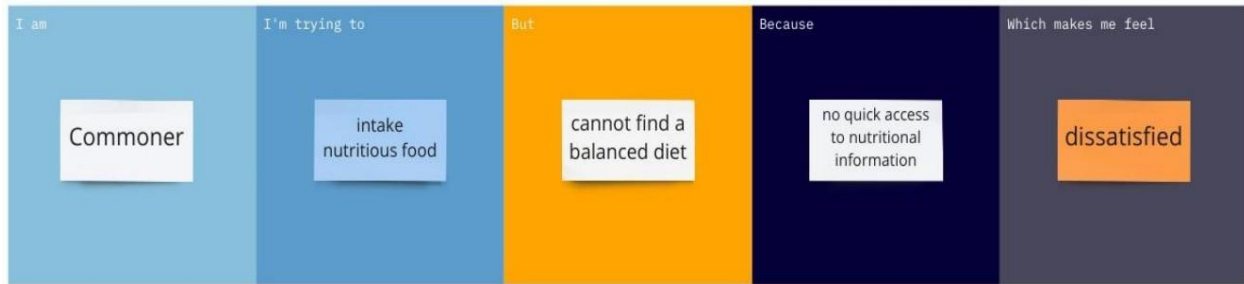 I am
Commoner
I'm trying to
intake
nutritious food
But
cannot find a
balanced diet
Because
no quick access
to nutritional
information
Which makes me feel
dissatisfied